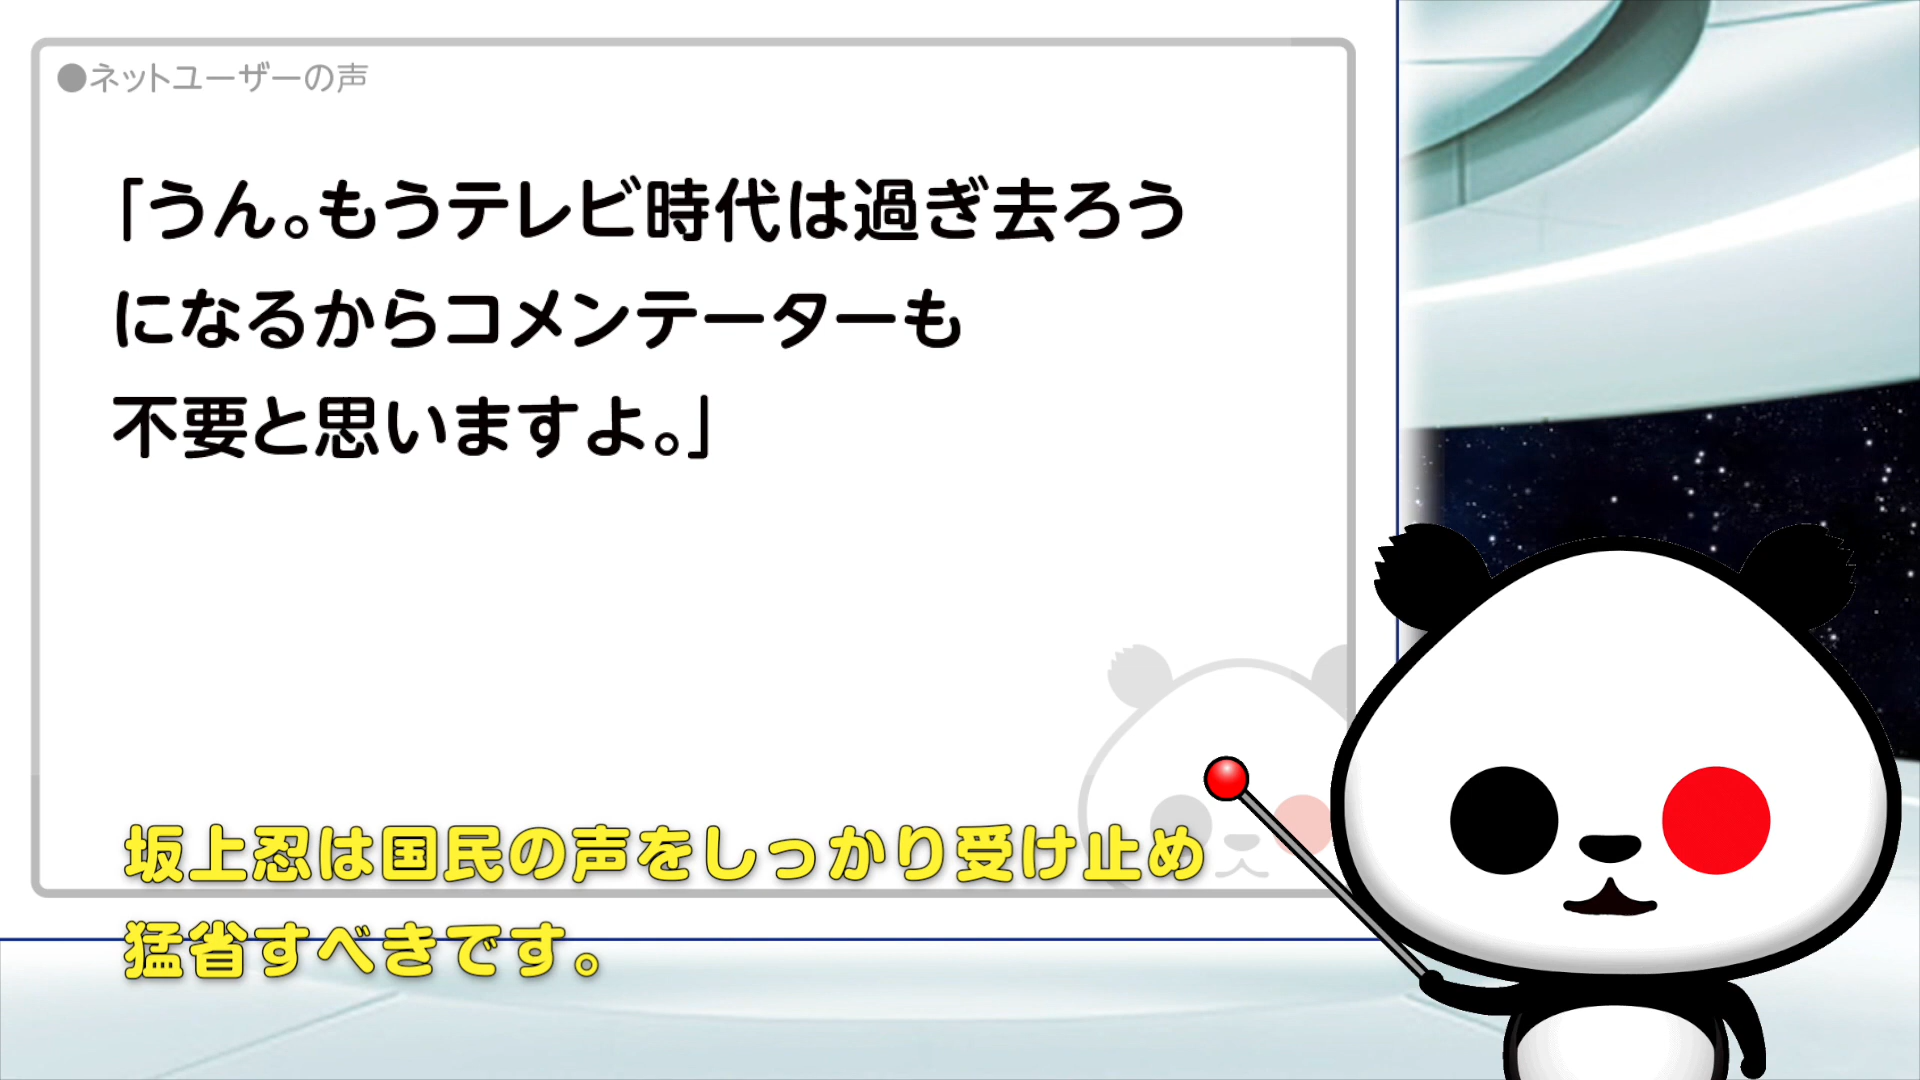 ●ネットユーザーの声
「うん。もうテレビ時代は過ぎ去ろう
になるからコメンテーターも
不要と思いますよ。」
坂上忍は国民の声をしっかり受け止め
猛省すべきです。